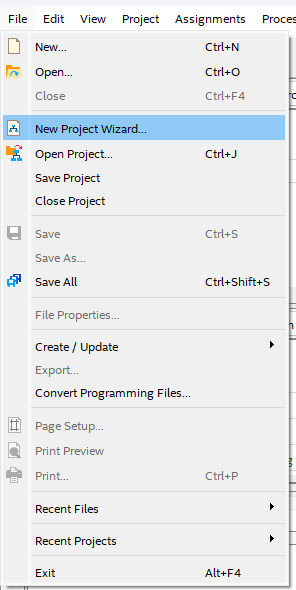 File Edit View Project Assignments Proces
New... Ctrl+N
Open... Ctrl+O
Close Ctrl+F4
New Project Wizard...
Open Project... Ctrl+J
Save Project
Close Project
Save Ctrl+S
Save As...
Save All Ctrl+Shift+S
File Properties...
Create / Update
Export...
Convert Programming Files...
Page Setup...
Print Preview
Print... Ctrl+P
Recent Files
Recent Projects
Exit Alt+F4